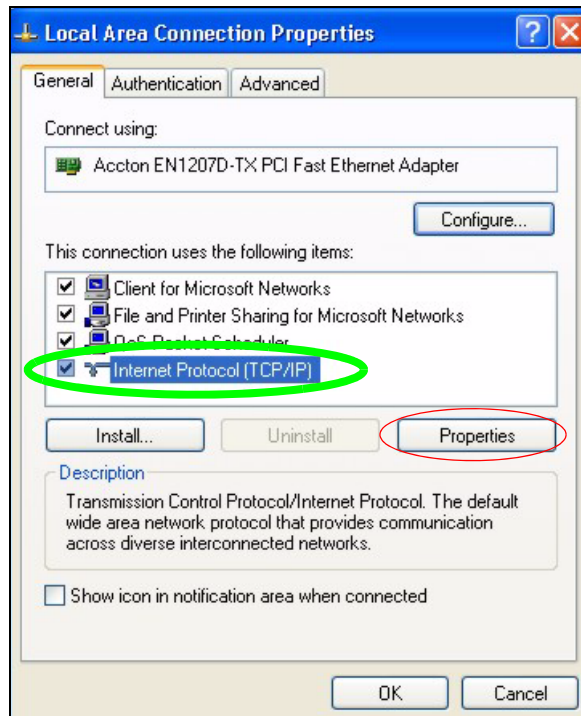 Local Area Connection Properties
General Authentication Advanced
Connect using:
Accton EN1207D-TX PCI Fast Ethernet Adapter
Configure...
This connection uses the following items:
Client for Microsoft Networks
File and Printer Sharing for Microsoft Networks
QoS Packet Scheduler
Internet Protocol (TCP/IP)
Install... Uninstall Properties
Description
Transmission Control Protocol/Internet Protocol. The default
wide area network protocol that provides communication
across diverse interconnected networks.
Show icon in notification area when connected
OK Cancel